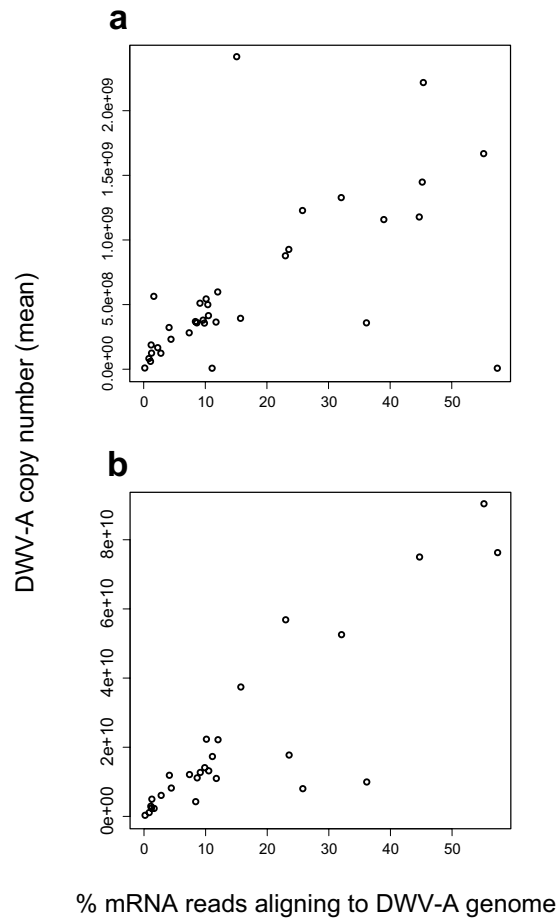 a
2.0e+09
1.5e+09
1.0e+09
5.0e+08
0.0e+00
0 10 20 30 40 50
b
8e+10
6e+10
4e+10
2e+10
0e+00
0 10 20 30 40 50
DWV-A copy number (mean)
% mRNA reads aligning to DWV-A genome